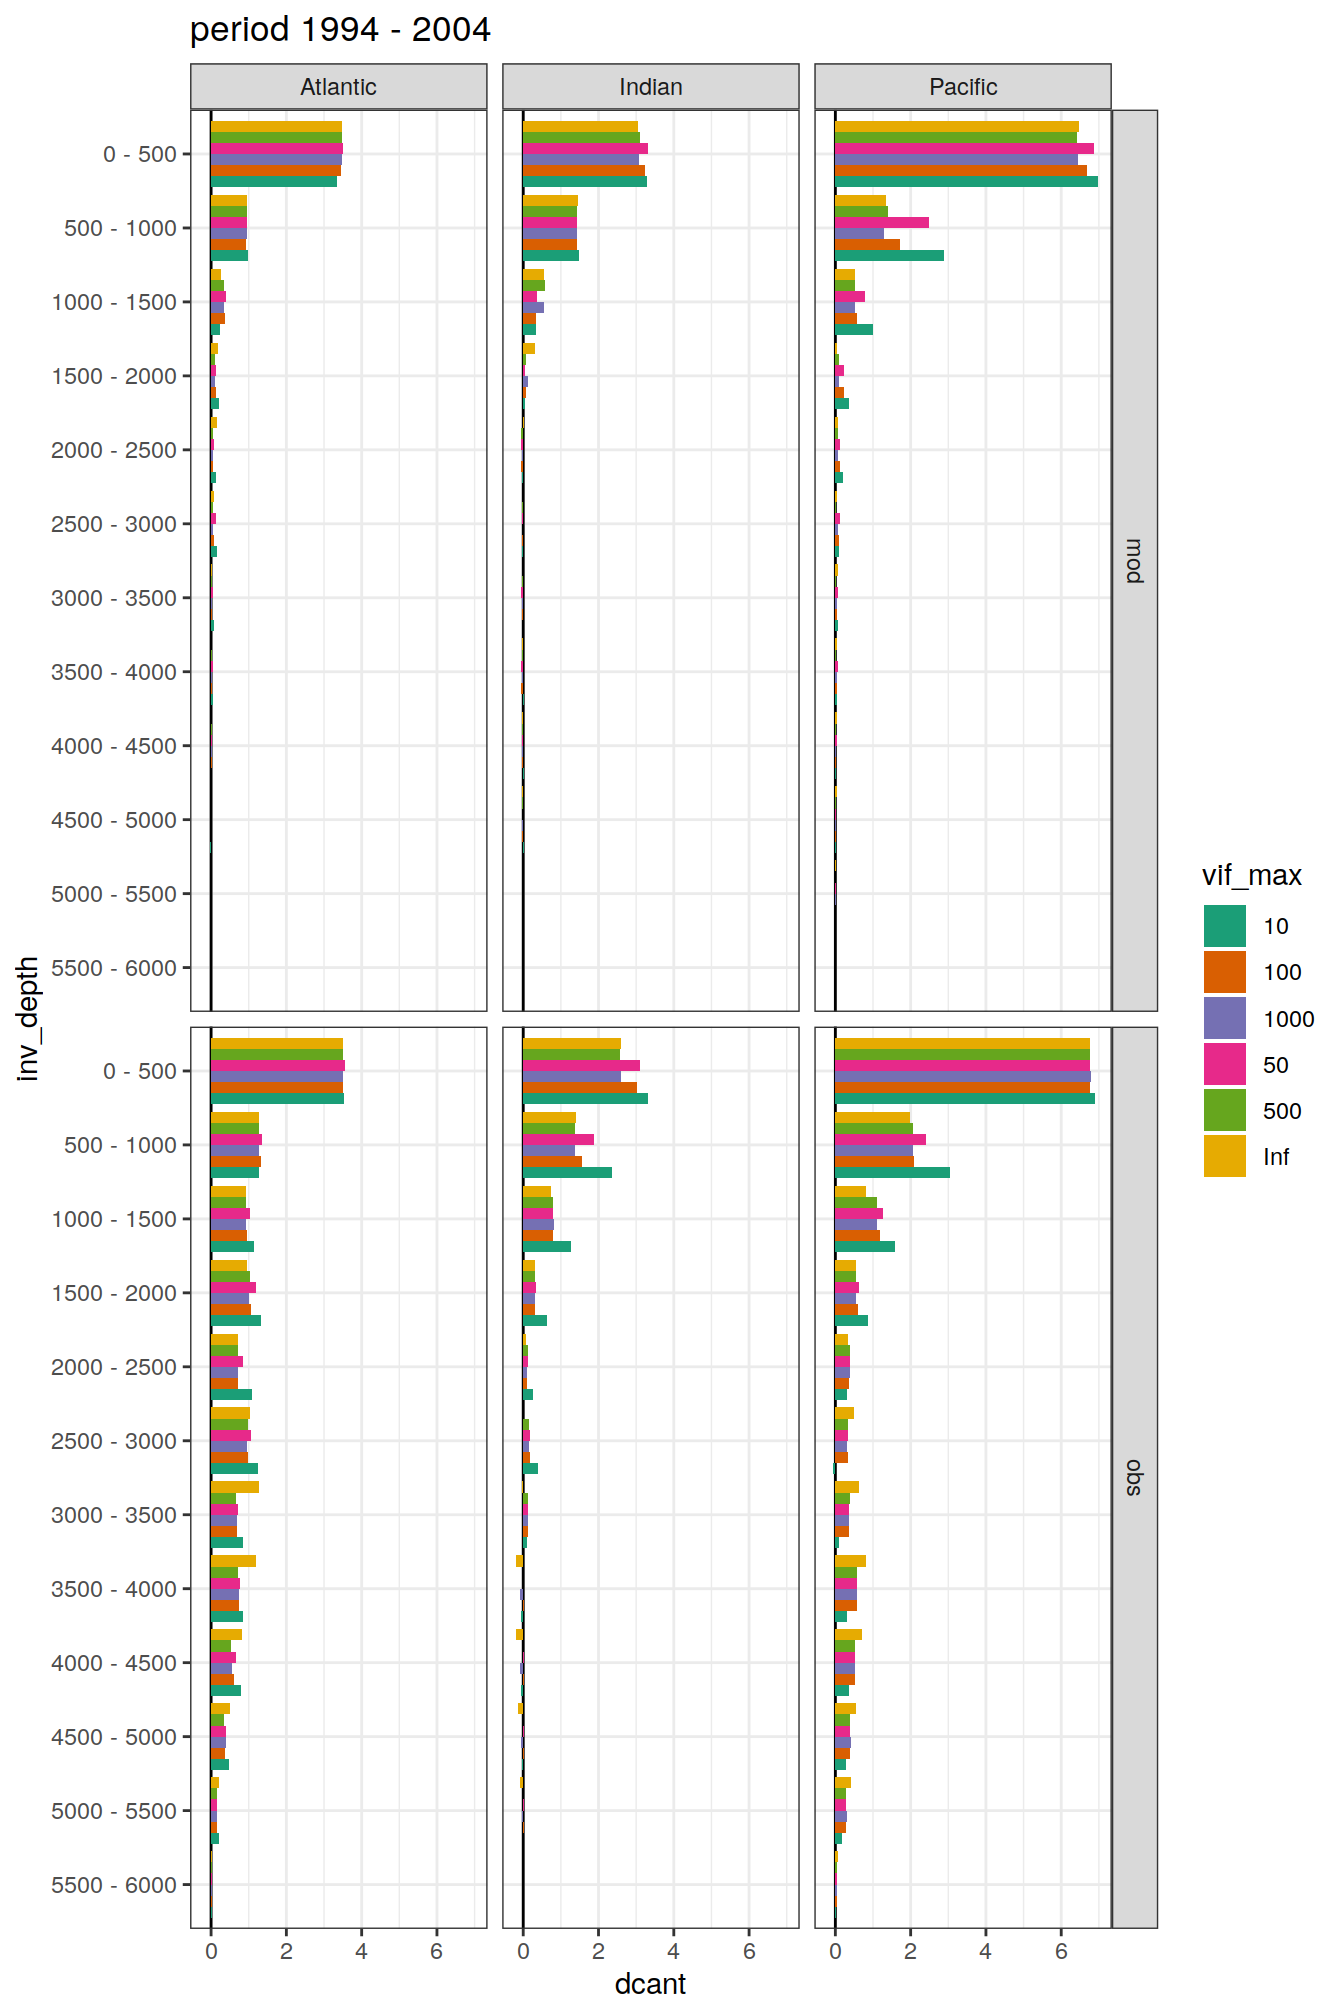 period 1994 - 2004
Atlantic
Indian
Pacific
0 - 500
500 - 1000
1000 - 1500
1500 - 2000
2000 - 2500
2500 - 3000
3000 - 3500
3500 - 4000
4000 - 4500
4500 - 5000
5000 - 5500
5500 - 6000
mod
inv_depth
0 - 500
500 - 1000
1000 - 1500
1500 - 2000
2000 - 2500
2500 - 3000
3000 - 3500
3500 - 4000
4000 - 4500
4500 - 5000
5000 - 5500
5500 - 6000
obs
0 2 4 6
0 2 4 6
0 2 4 6
dcant
vif_max
10
100
1000
50
500
Inf